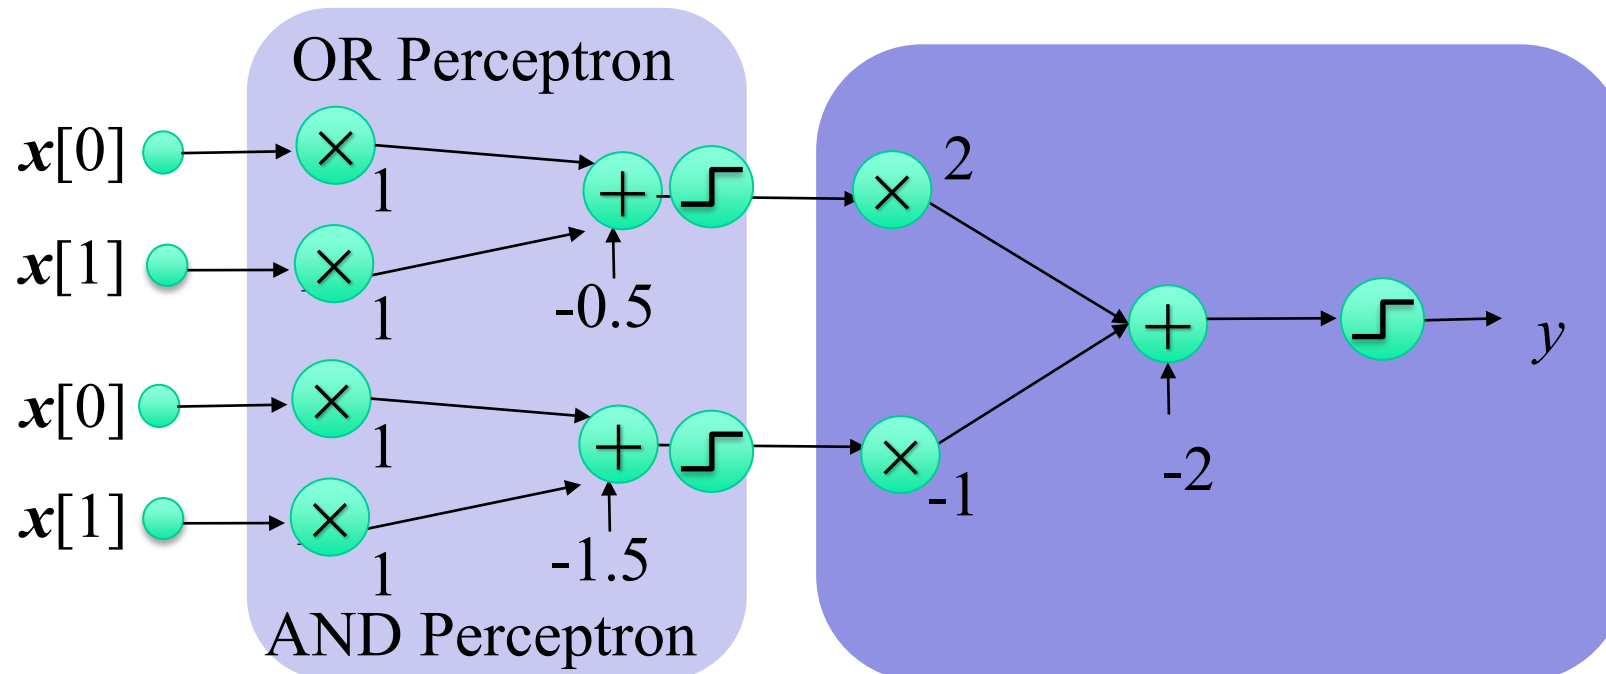 OR Perceptron
x[0]
1
2
x[1]
1
-0.5
y
x[0]
1
-1
-2
x[1]
1
-1.5
AND Perceptron